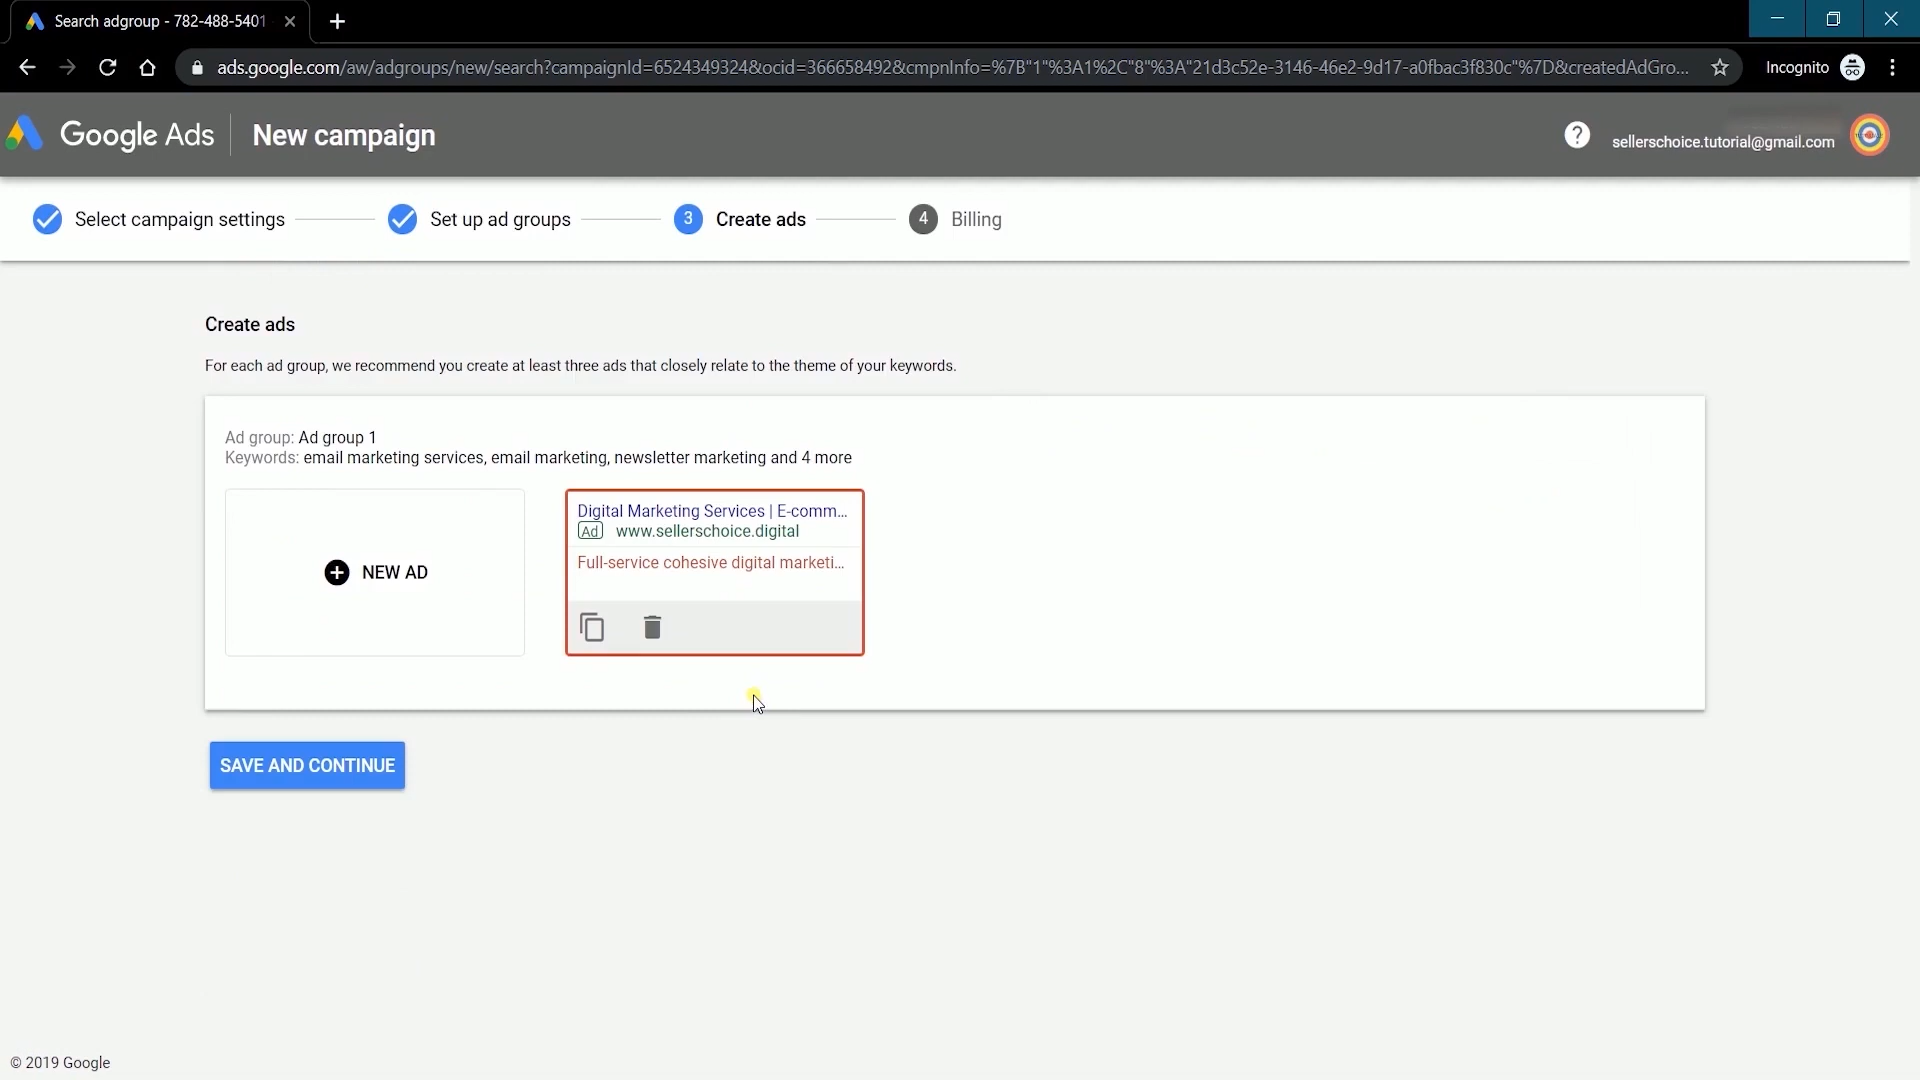 Search adgroup - 782-488-5401
ads.google.com/aw/adgroups/new/search?campaignId=6524349324&ocid=366658492&cmpnInfo=%7B"1"%3A1%2C"8"%3A"21d3c52e-3146-46e2-9d17-a0fbac3f830c"%7D&createdAdGro...
Incognito
Google Ads
New campaign
?
sellerschoice.tutorial@gmail.com
Select campaign settings
Set up ad groups
3
Create ads
4
Billing
Create ads
For each ad group, we recommend you create at least three ads that closely relate to the theme of your keywords.
Ad group: Ad group 1
Keywords: email marketing services, email marketing, newsletter marketing and 4 more
NEW AD
Digital Marketing Services | E-comm...
Ad www.sellerschoice.digital
Full-service cohesive digital marketi...
SAVE AND CONTINUE
© 2019 Google